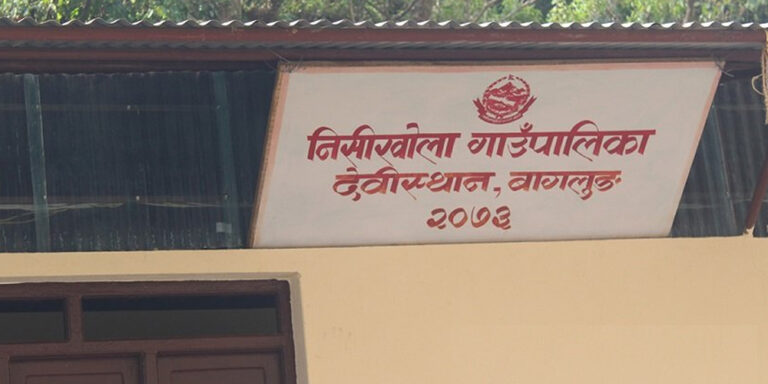 निसीखोला गाउँपालिका
देवीस्थान, बागलुङ
२०७३